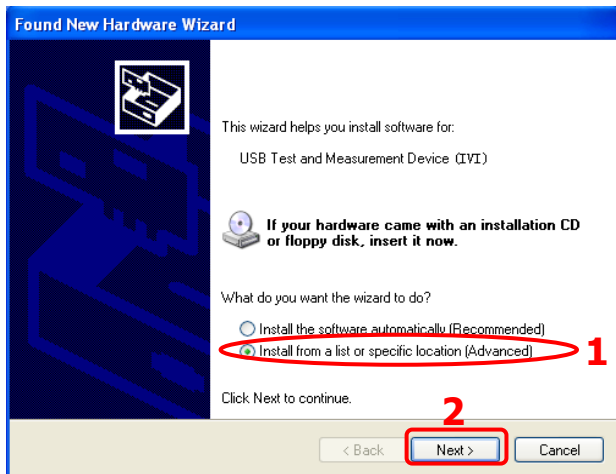 Found New Hardware Wizard
This wizard helps you install software for:
USB Test and Measurement Device (IVI)
If your hardware came with an installation CD
or floppy disk, insert it now.
What do you want the wizard to do?
Install the software automatically (Recommended)
Install from a list or specific location (Advanced)
1
Click Next to continue.
2
< Back
Next >
Cancel